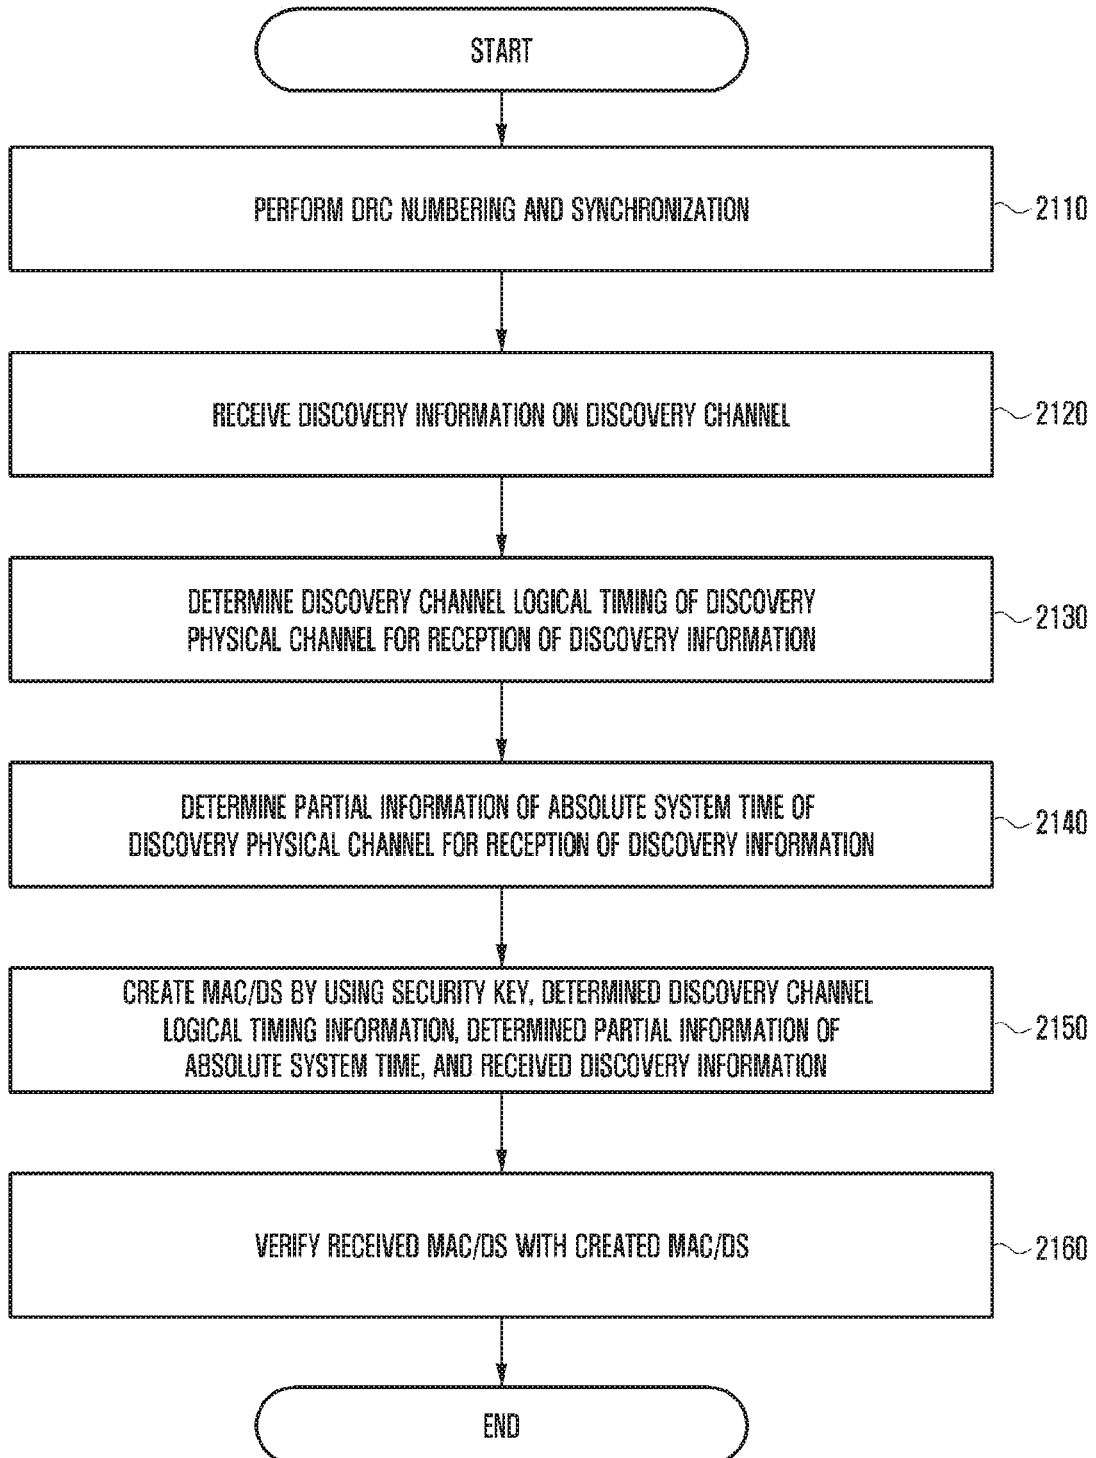 START
PERFORM DRC NUMBERING AND SYNCHRONIZATION
2110
RECEIVE DISCOVERY INFORMATION ON DISCOVERY CHANNEL
2120
DETERMINE DISCOVERY CHANNEL LOGICAL TIMING OF DISCOVERY
PHYSICAL CHANNEL FOR RECEPTION OF DISCOVERY INFORMATION
2130
DETERMINE PARTIAL INFORMATION OF ABSOLUTE SYSTEM TIME OF
DISCOVERY PHYSICAL CHANNEL FOR RECEPTION OF DISCOVERY INFORMATION
2140
CREATE MAC/DS BY USING SECURITY KEY, DETERMINED DISCOVERY CHANNEL
LOGICAL TIMING INFORMATION, DETERMINED PARTIAL INFORMATION OF
ABSOLUTE SYSTEM TIME, AND RECEIVED DISCOVERY INFORMATION
2150
VERIFY RECEIVED MAC/DS WITH CREATED MAC/DS
2160
END